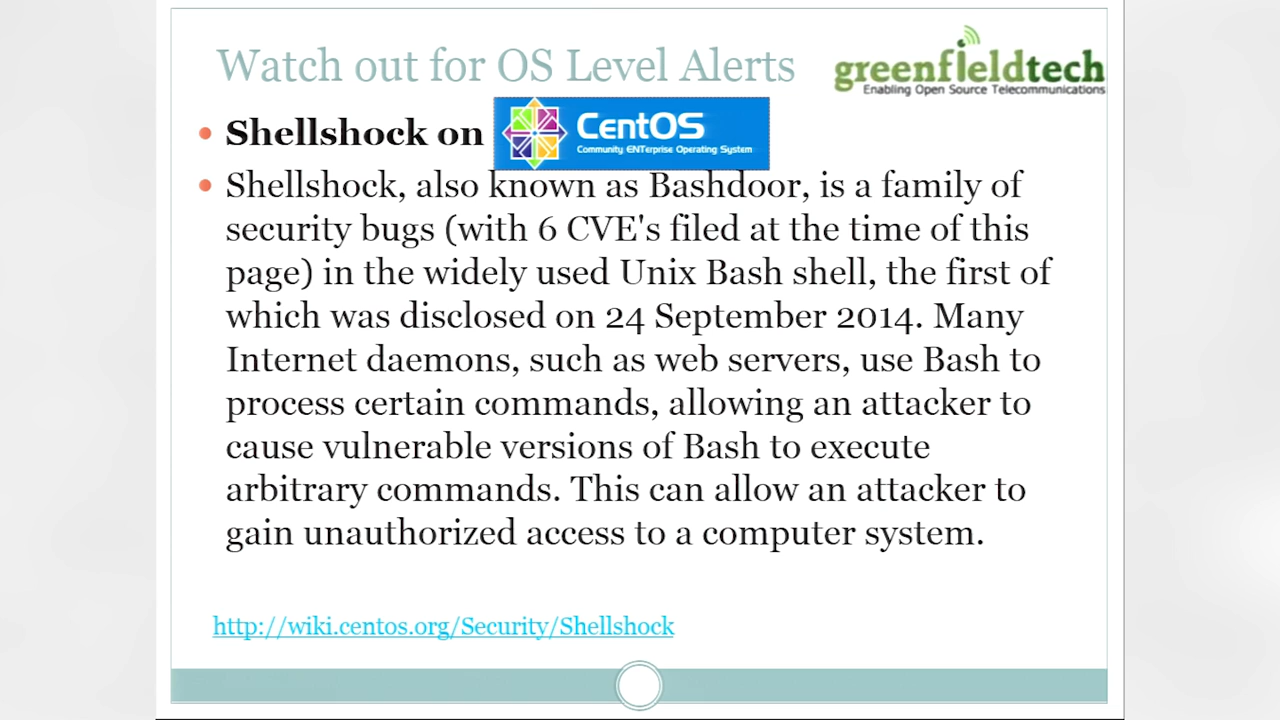 Watch out for OS Level Alerts
greenfieldtech
Enabling Open Source Telecommunications
• Shellshock on
CentOS
Community ENTerprise Operating System
• Shellshock, also known as Bashdoor, is a family of
security bugs (with 6 CVE's filed at the time of this
page) in the widely used Unix Bash shell, the first of
which was disclosed on 24 September 2014. Many
Internet daemons, such as web servers, use Bash to
process certain commands, allowing an attacker to
cause vulnerable versions of Bash to execute
arbitrary commands. This can allow an attacker to
gain unauthorized access to a computer system.
http://wiki.centos.org/Security/Shellshock